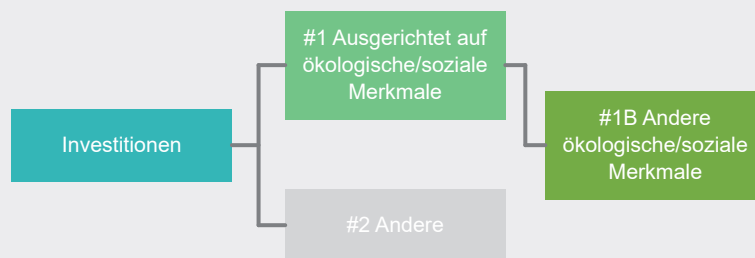 #1 Ausgerichtet auf
ökologische/soziale
Merkmale
Investitionen
#1B Andere
ökologische/soziale
Merkmale
#2 Andere